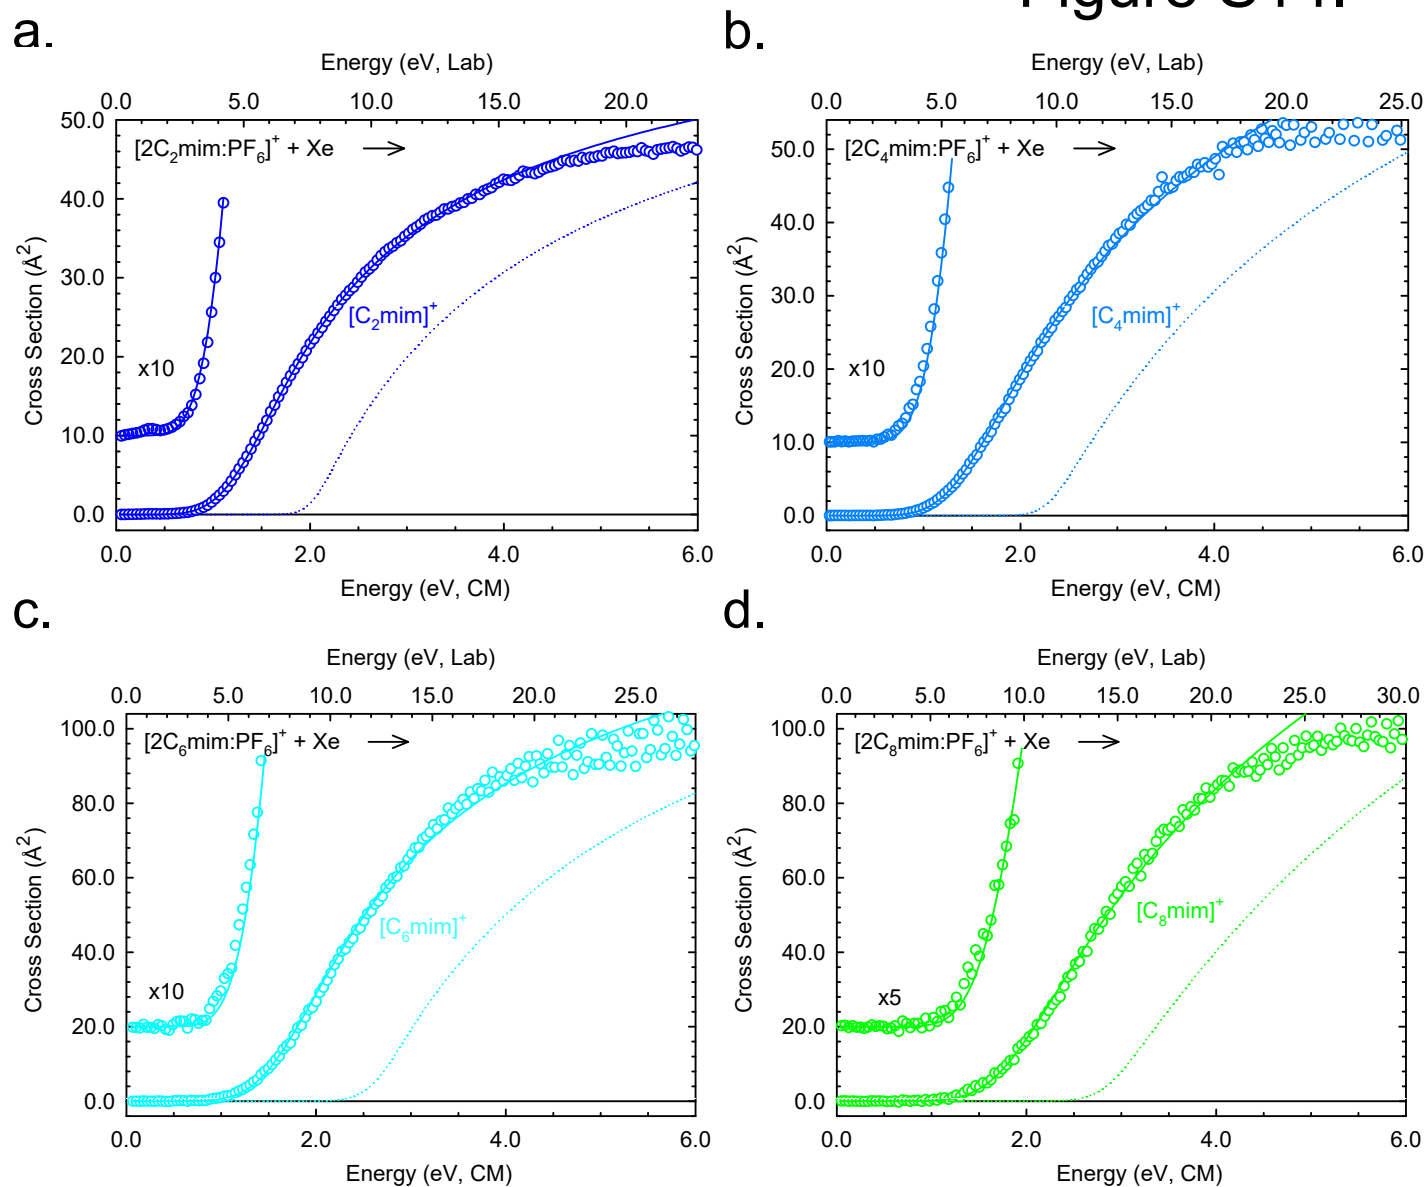 Figure S14.
a.
Energy (eV, Lab)
0.0 5.0 10.0 15.0 20.0
50.0
40.0
30.0
20.0
10.0
0.0
Cross Section (Å²)
[2C₂mim:PF₆]⁺ + Xe →
[C₂mim]⁺
x10
0.0 2.0 4.0 6.0
Energy (eV, CM)
b.
Energy (eV, Lab)
0.0 5.0 10.0 15.0 20.0 25.0
50.0
40.0
30.0
20.0
10.0
0.0
Cross Section (Å²)
[2C₄mim:PF₆]⁺ + Xe →
[C₄mim]⁺
x10
0.0 2.0 4.0 6.0
Energy (eV, CM)
c.
Energy (eV, Lab)
0.0 5.0 10.0 15.0 20.0 25.0
100.0
80.0
60.0
40.0
20.0
0.0
Cross Section (Å²)
[2C₆mim:PF₆]⁺ + Xe →
[C₆mim]⁺
x10
0.0 2.0 4.0 6.0
Energy (eV, CM)
d.
Energy (eV, Lab)
0.0 5.0 10.0 15.0 20.0 25.0 30.0
100.0
80.0
60.0
40.0
20.0
0.0
Cross Section (Å²)
[2C₈mim:PF₆]⁺ + Xe →
[C₈mim]⁺
x5
0.0 2.0 4.0 6.0
Energy (eV, CM)